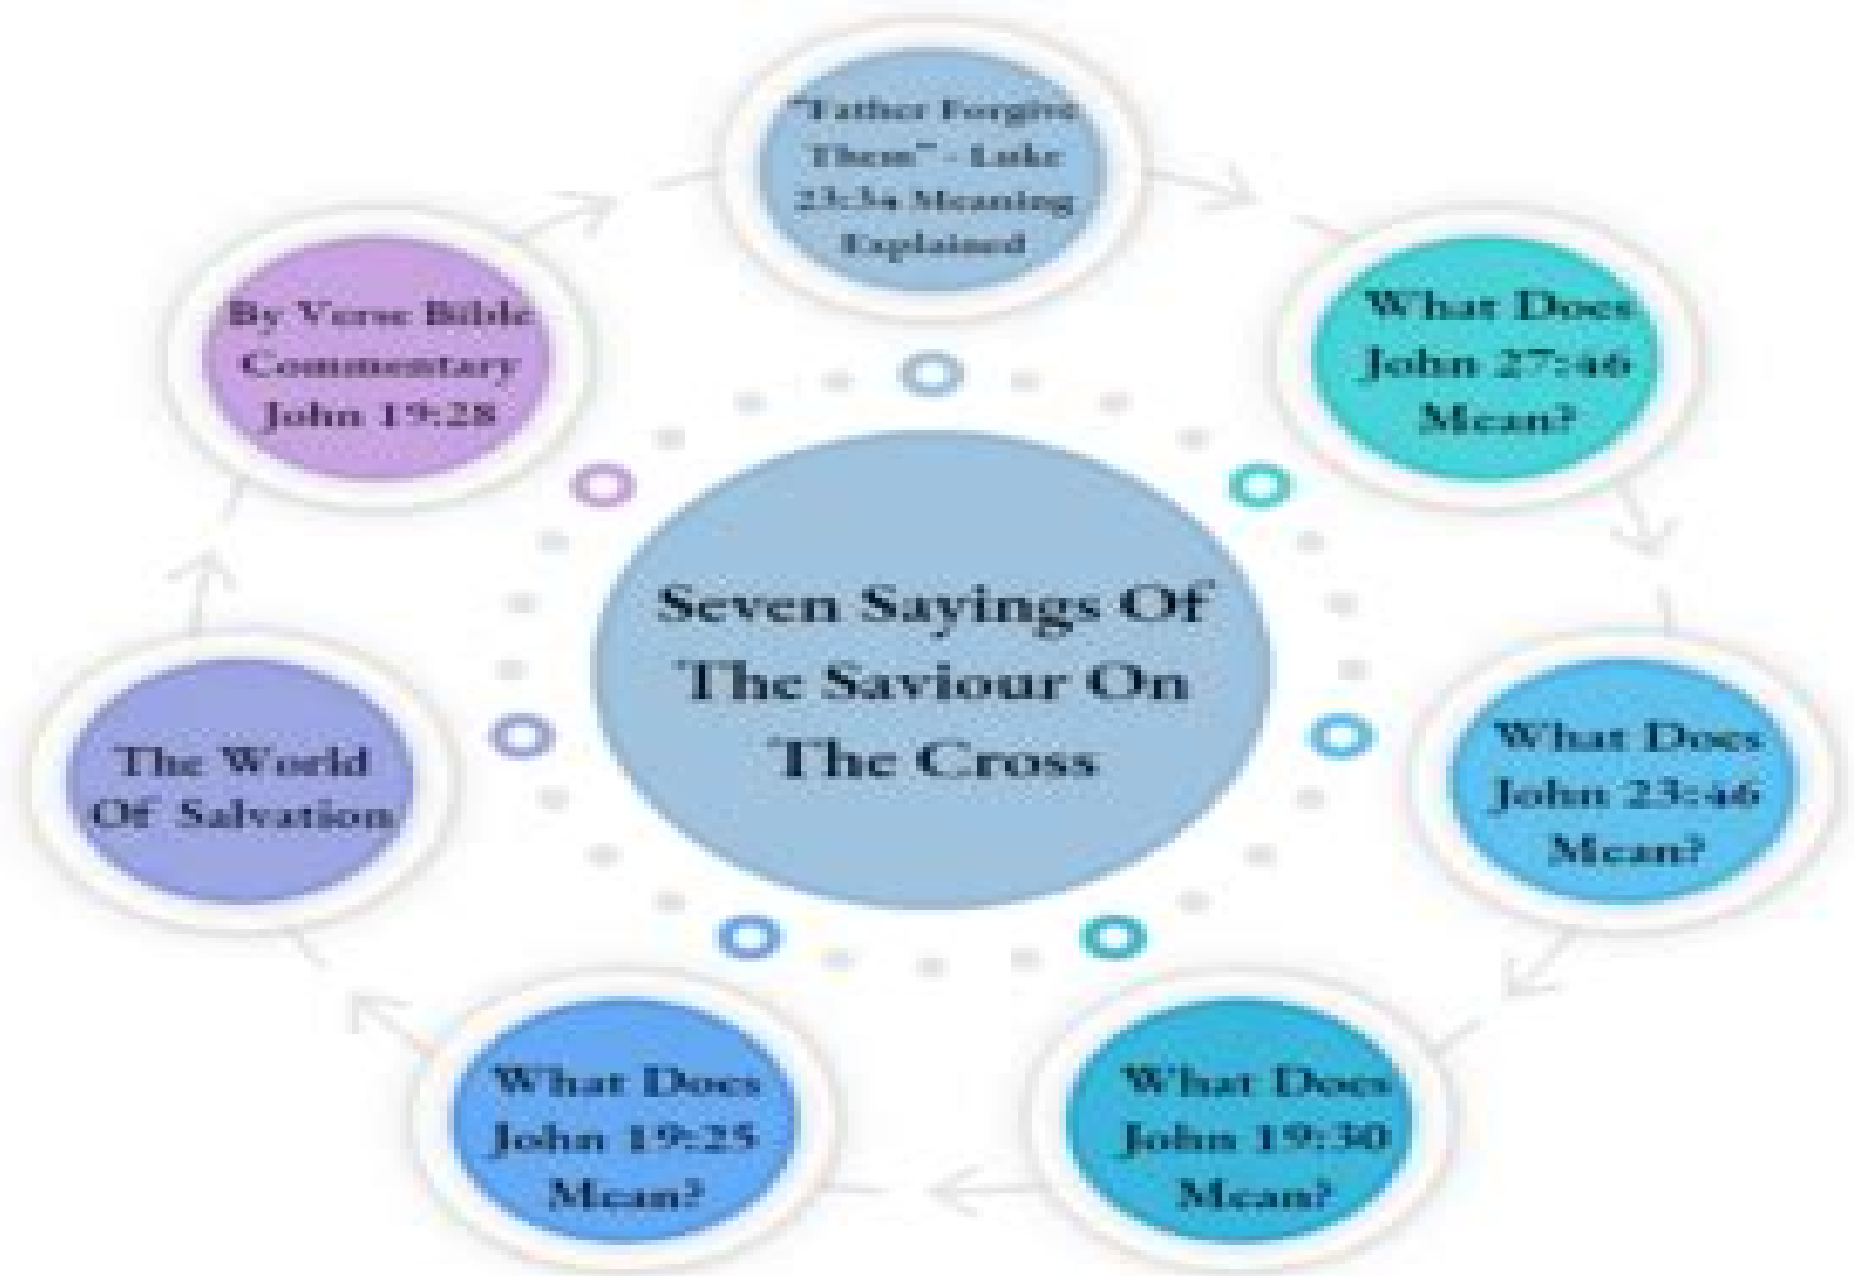 "Father Forgive
Them" - Luke
23:34 Meaning
Explained
What Does
John 27:46
Mean?
What Does
John 23:46
Mean?
What Does
John 19:30
Mean?
What Does
John 19:25
Mean?
The World
Of Salvation
By Verse Bible
Commentary
John 19:28
Seven Sayings Of
The Saviour On
The Cross